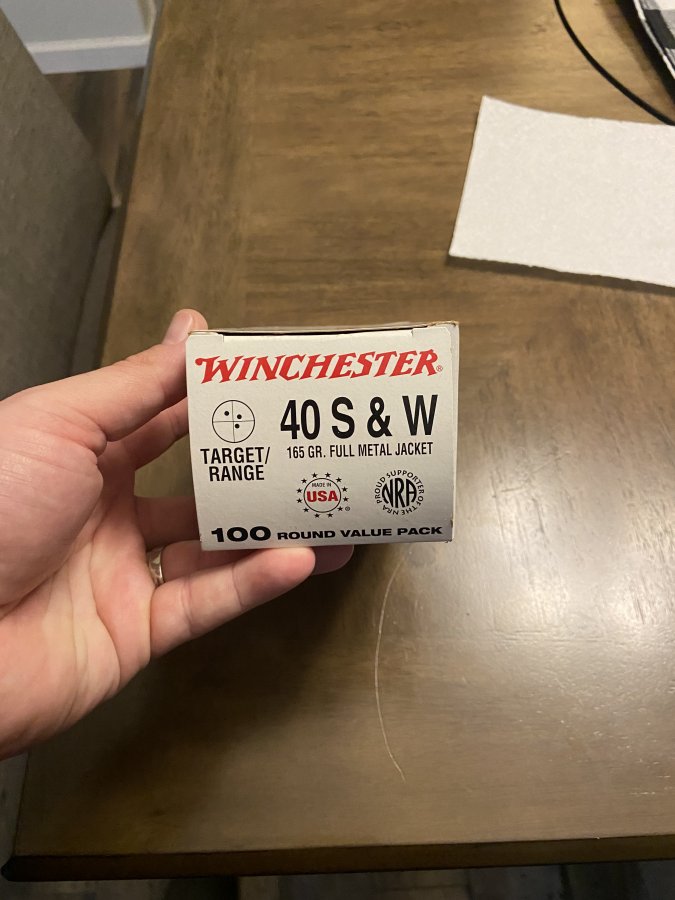 WINCHESTER®
40 S & W
165 GR. FULL METAL JACKET
TARGET/
RANGE
MADE IN
USA
®
PROUD SUPPORTER OF THE NRA
NRA
100 ROUND VALUE PACK